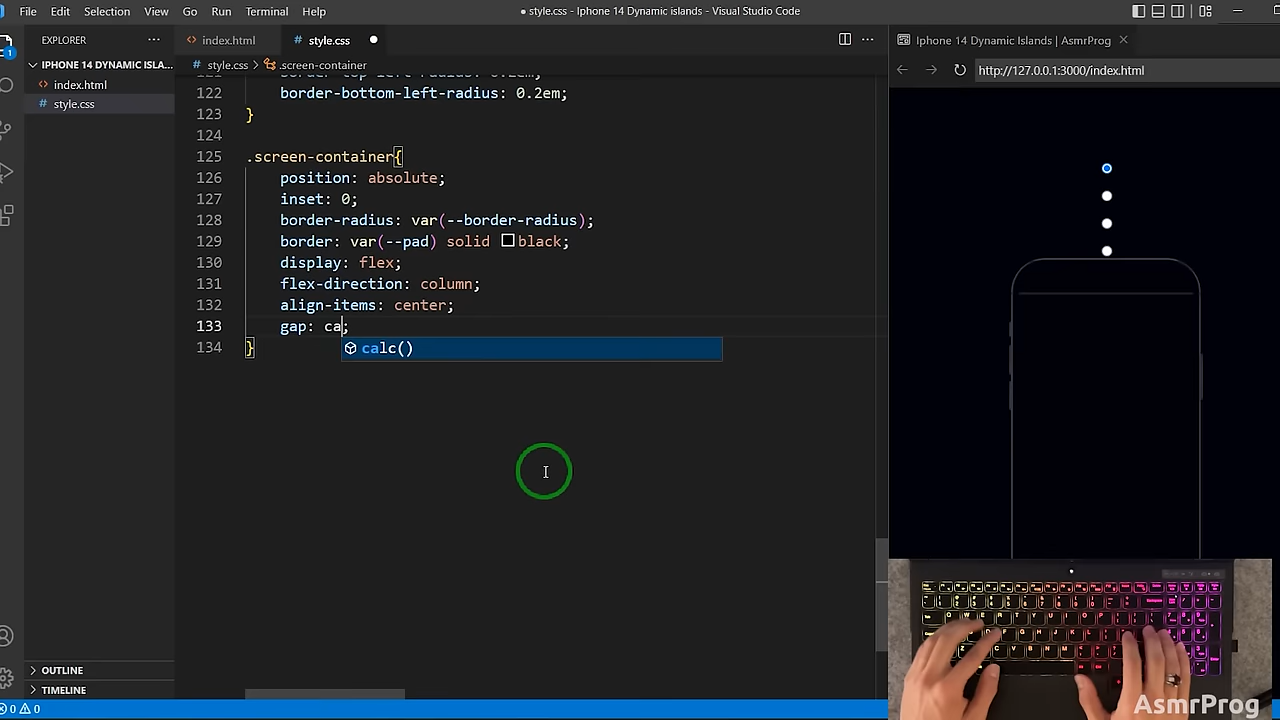 File Edit Selection View Go Run Terminal Help
● style.css - Iphone 14 Dynamic islands - Visual Studio Code
EXPLORER
IPHONE 14 DYNAMIC ISLA...
<> index.html
# style.css
OUTLINE
TIMELINE
<> index.html
# style.css
# style.css > .screen-container
122 border-bottom-left-radius: 0.2em;
123 }
124
125 .screen-container{
126 position: absolute;
127 inset: 0;
128 border-radius: var(--border-radius);
129 border: var(--pad) solid black;
130 display: flex;
131 flex-direction: column;
132 align-items: center;
133 gap: ca;
134 }
calc()
Iphone 14 Dynamic Islands | AsmrProg
http://127.0.0.1:3000/index.html
1
0 0
AsmrProg